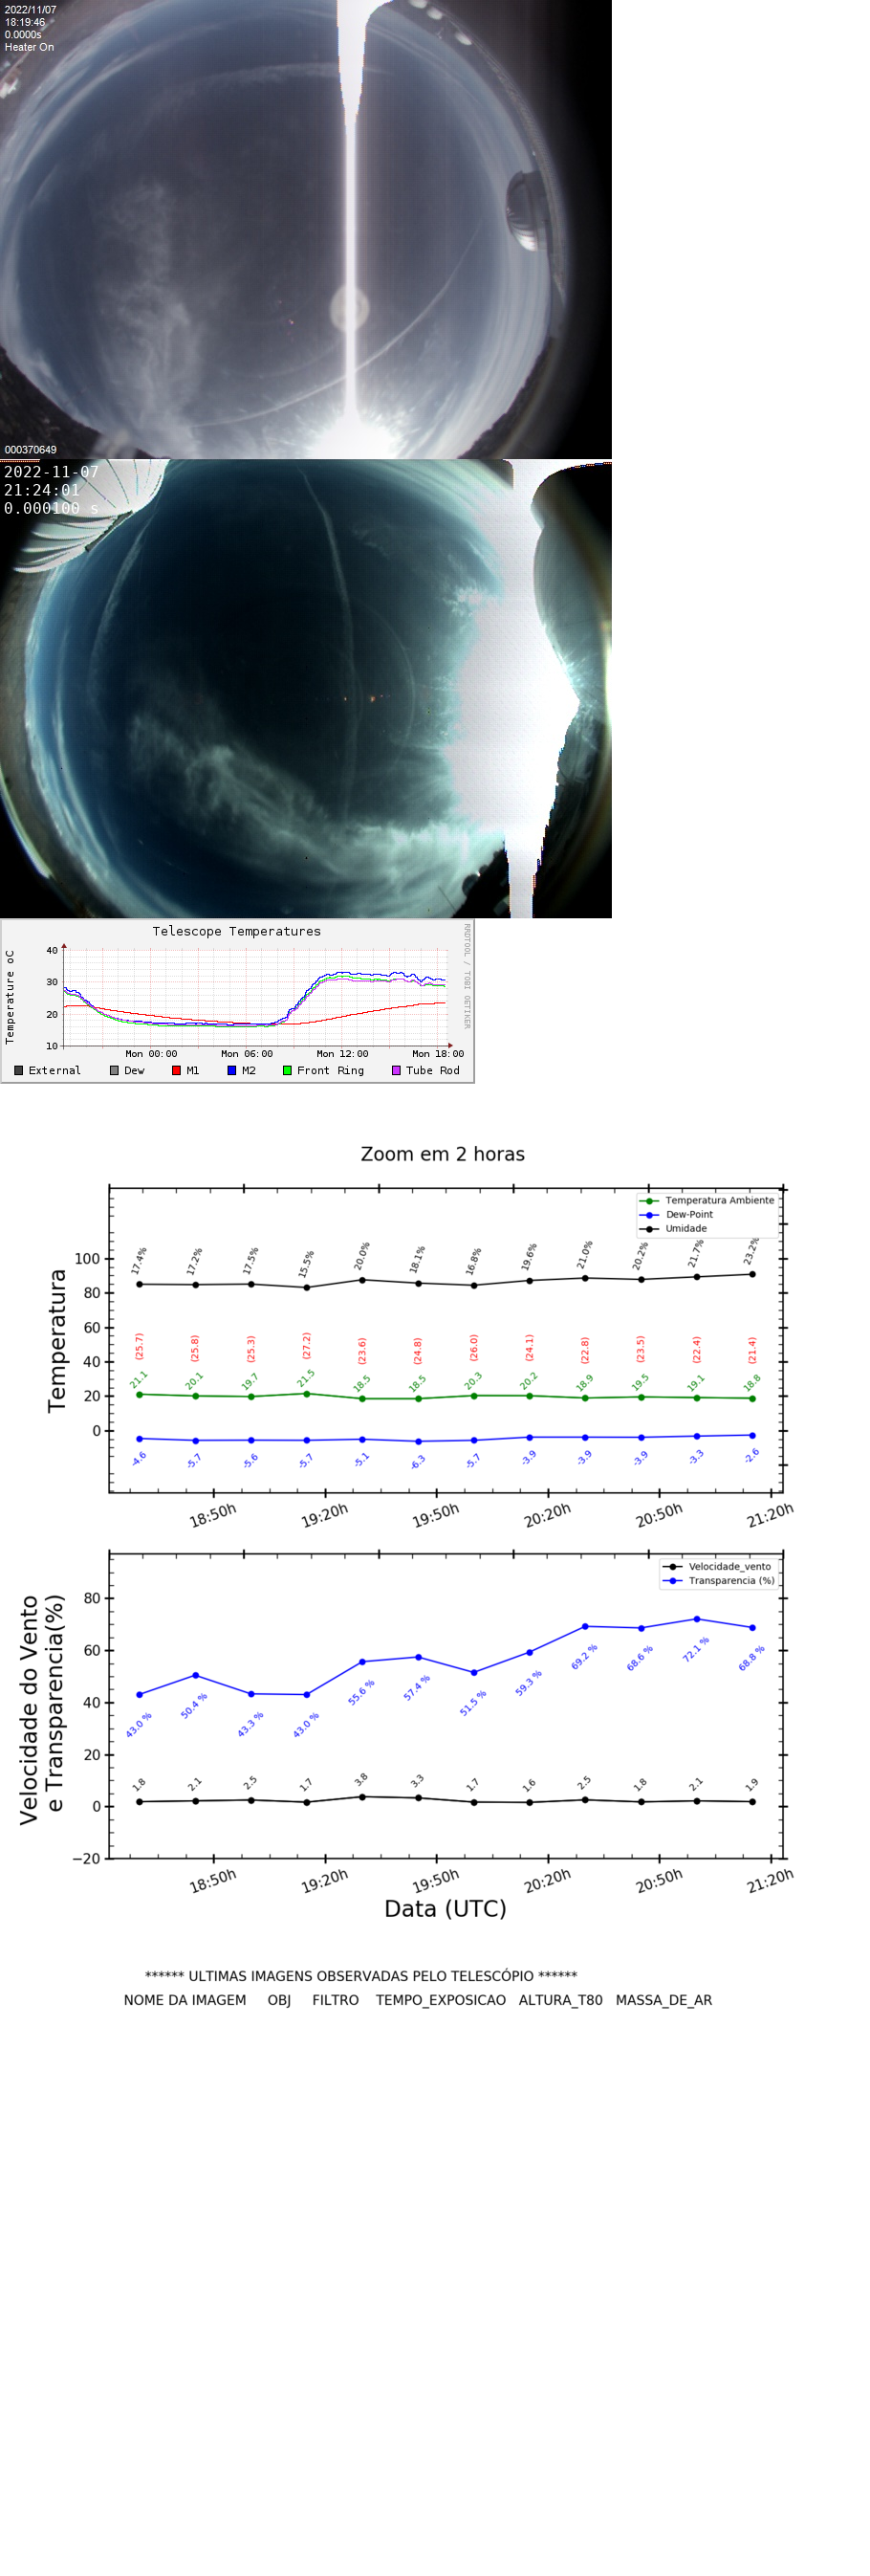 2022/11/07
18:19:46
0.0000s
Heater On
000370649
2022-11-07
21:24:01
0.000100 s
Telescope Temperatures
RRDTOOL / TOBI OETIKER
Temperature oC
40
30
20
10
Mon 00:00 Mon 06:00 Mon 12:00 Mon 18:00
External Dew M1 M2 Front Ring Tube Rod
Zoom em 2 horas
Temperatura Ambiente
Dew-Point
Umidade
Temperatura
100
80
60
40
20
0
17.4% 17.2% 17.5% 15.5% 20.0% 18.1% 16.8% 19.6% 21.0% 20.2% 21.7% 23.2%
(25.7) (25.8) (25.3) (27.2) (23.6) (24.8) (26.0) (24.1) (22.8) (23.5) (22.4) (21.4)
21.1 20.1 19.7 21.5 18.5 18.5 20.3 20.2 18.9 19.5 19.1 18.8
-4.6 -5.7 -5.6 -5.7 -5.1 -6.3 -5.7 -3.9 -3.9 -3.9 -3.3 -2.6
18:50h 19:20h 19:50h 20:20h 20:50h 21:20h
Velocidade_vento
Transparencia (%)
Velocidade do Vento
e Transparencia(%)
80
60
40
20
0
−20
43.0 % 50.4 % 43.3 % 43.0 % 55.6 % 57.4 % 51.5 % 59.3 % 69.2 % 68.6 % 72.1 % 68.8 %
1.8 2.1 2.5 1.7 3.8 3.3 1.7 1.6 2.5 1.8 2.1 1.9
18:50h 19:20h 19:50h 20:20h 20:50h 21:20h
Data (UTC)
****** ULTIMAS IMAGENS OBSERVADAS PELO TELESCÓPIO ******
NOME DA IMAGEM OBJ FILTRO TEMPO_EXPOSICAO ALTURA_T80 MASSA_DE_AR